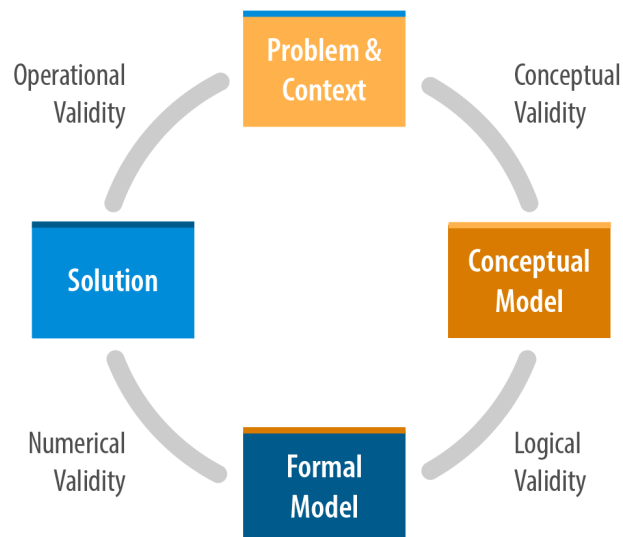 Problem &
Context
Operational
Validity
Conceptual
Validity
Solution
Conceptual
Model
Numerical
Validity
Formal
Model
Logical
Validity